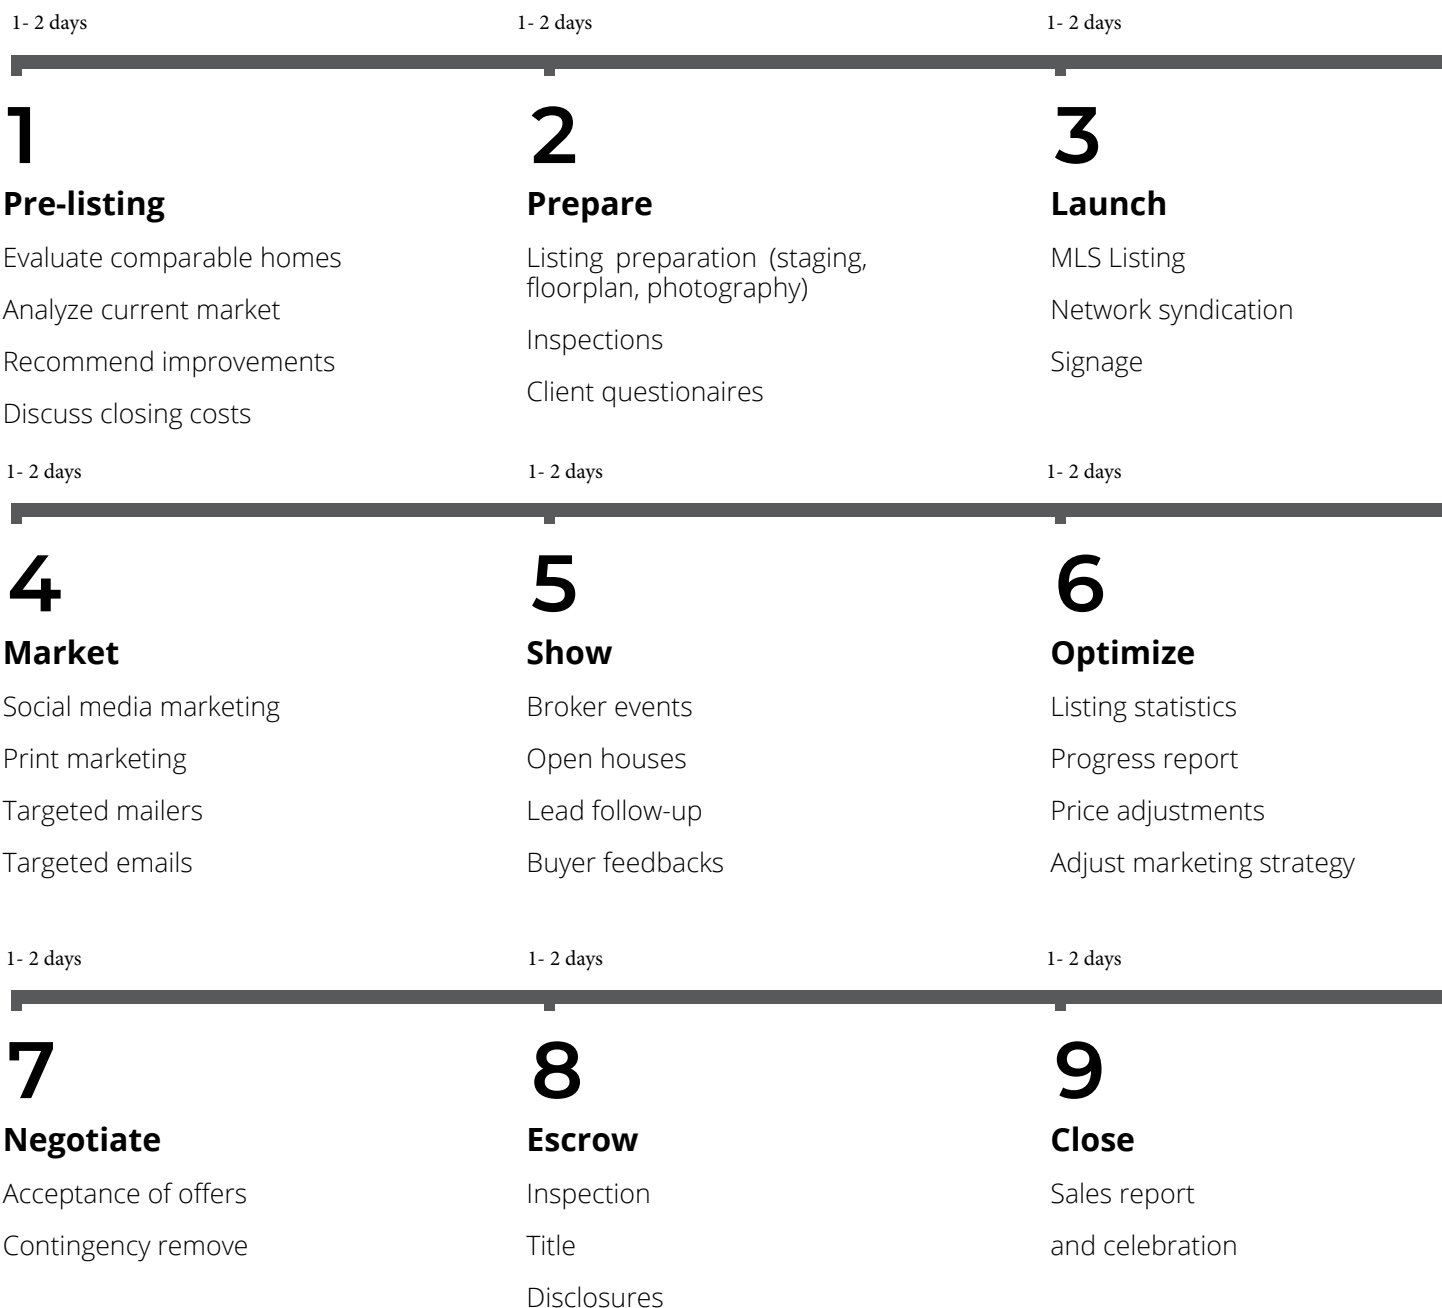 1- 2 days
1- 2 days
1- 2 days
1
Pre-listing
Evaluate comparable homes
Analyze current market
Recommend improvements
Discuss closing costs
2
Prepare
Listing preparation (staging,
floorplan, photography)
Inspections
Client questionaires
3
Launch
MLS Listing
Network syndication
Signage
1- 2 days
1- 2 days
1- 2 days
4
Market
Social media marketing
Print marketing
Targeted mailers
Targeted emails
5
Show
Broker events
Open houses
Lead follow-up
Buyer feedbacks
6
Optimize
Listing statistics
Progress report
Price adjustments
Adjust marketing strategy
1- 2 days
1- 2 days
1- 2 days
7
Negotiate
Acceptance of offers
Contingency remove
8
Escrow
Inspection
Title
Disclosures
9
Close
Sales report
and celebration